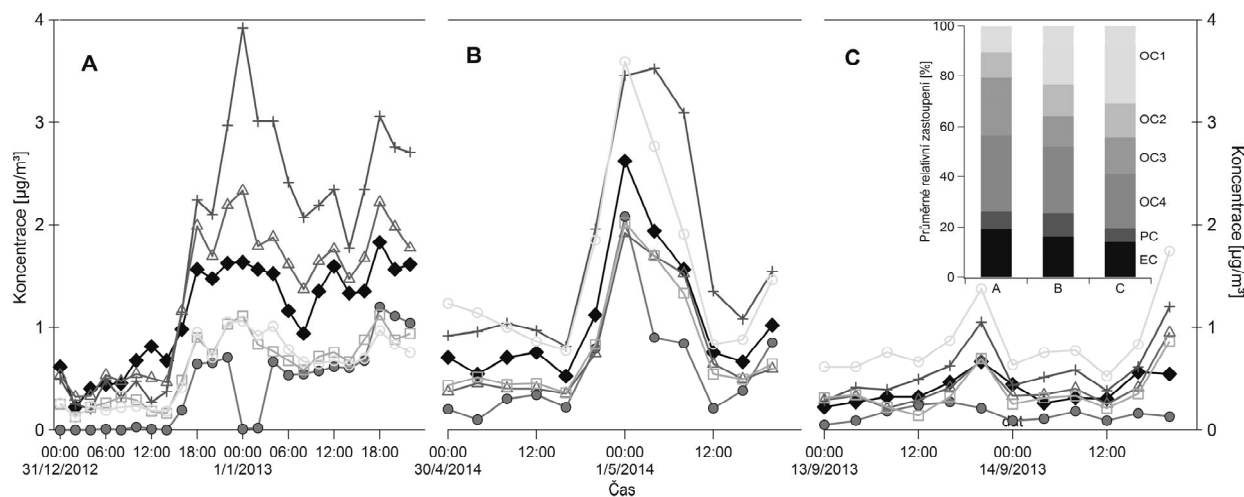 4
3
2
1
0
Koncentrace [µg/m³]
A
B
C
00:00 06:00 12:00 18:00 00:00 06:00 12:00 18:00
31/12/2012 1/1/2013
12:00 00:00 12:00
30/4/2014 1/5/2014
00:00 12:00 00:00 12:00
13/9/2013 14/9/2013
Čas
Průměrné relativní zastoupení [%]
100
80
60
40
20
0
A B C
OC1
OC2
OC3
OC4
PC
EC
4
3
2
1
0
Koncentrace [µg/m³]